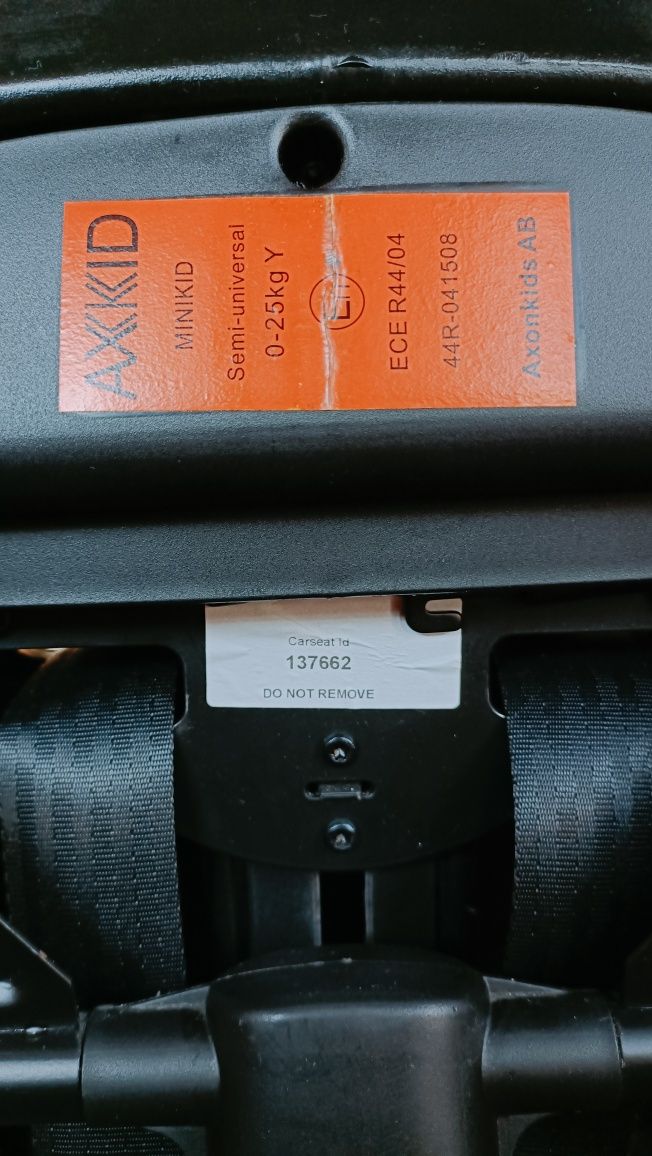 AXKID
MINIKID
Semi-universal
0-25kg Y
ECE R44/04
44R-041508
Axonkids AB
Carseat Id
137662
DO NOT REMOVE